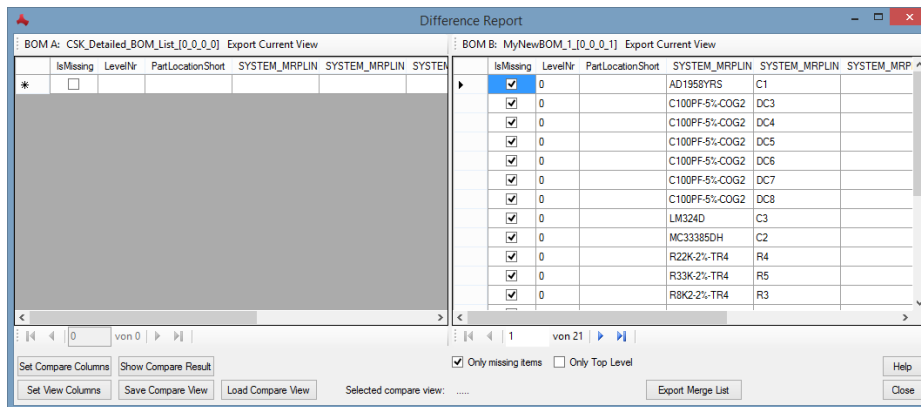 Difference Report
BOM A: CSK_Detailed_BOM_List_[0_0_0_0] Export Current View
IsMissing LevelNr PartLocationShort SYSTEM_MRPLIN SYSTEM_MRPLIN SYSTEM
von 0
0
BOM B: MyNewBOM_1_[0_0_0_1] Export Current View
IsMissing LevelNr PartLocationShort SYSTEM_MRPLIN SYSTEM_MRPLIN SYSTEM_MRP
0 AD1958YRS C1
0 C100PF-5%-COG2 DC3
0 C100PF-5%-COG2 DC4
0 C100PF-5%-COG2 DC5
0 C100PF-5%-COG2 DC6
0 C100PF-5%-COG2 DC7
0 C100PF-5%-COG2 DC8
0 LM324D C3
0 MC33385DH C2
0 R22K-2%-TR4 R4
0 R33K-2%-TR4 R5
0 R8K2-2%-TR4 R3
1 von 21
Only missing items Only Top Level
Set Compare Columns Show Compare Result Help
Set View Columns Save Compare View Load Compare View Selected compare view: ..... Export Merge List Close